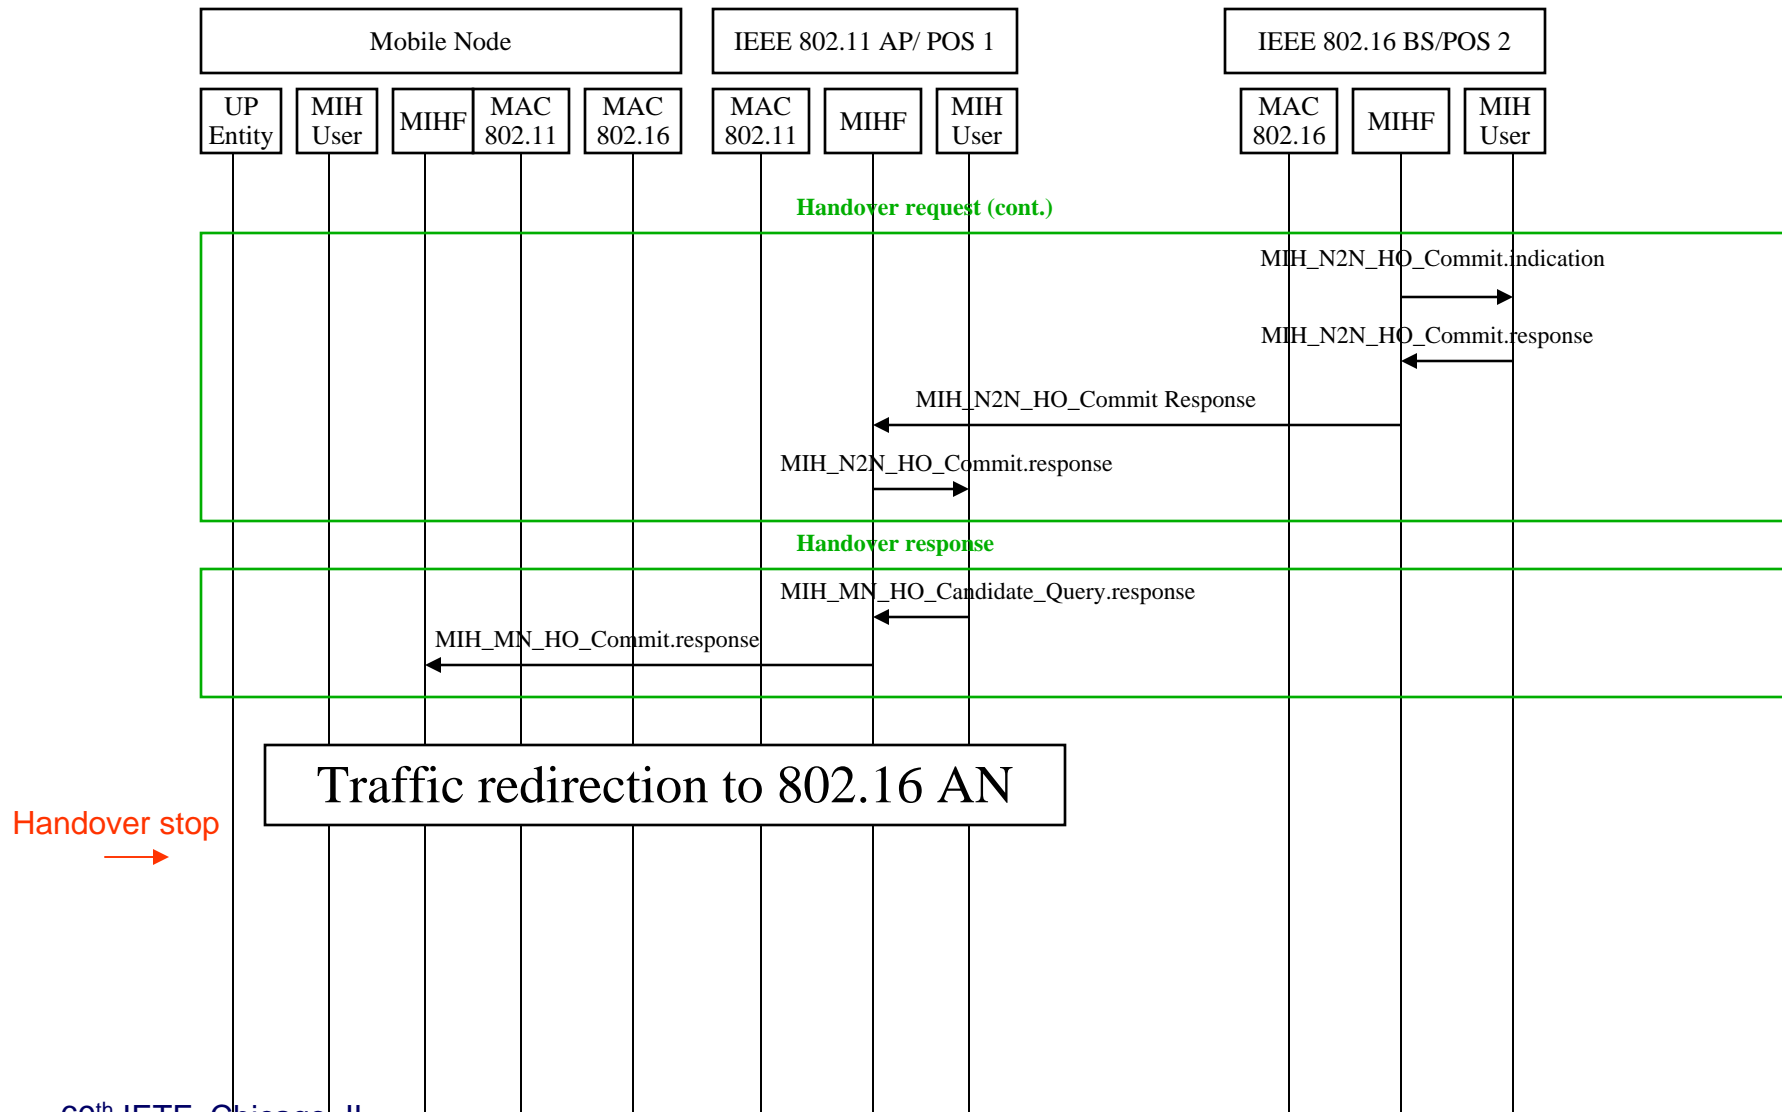 Mobile Node
IEEE 802.11 AP/ POS 1
IEEE 802.16 BS/POS 2
UP
Entity
MIH
User
MIHF
MAC
802.11
MAC
802.16
MAC
802.11
MIHF
MIH
User
MAC
802.16
MIHF
MIH
User
Handover request (cont.)
MIH_N2N_HO_Commit.indication
MIH_N2N_HO_Commit.response
MIH_N2N_HO_Commit Response
MIH_N2N_HO_Commit.response
Handover response
MIH_MN_HO_Candidate_Query.response
MIH_MN_HO_Commit.response
Traffic redirection to 802.16 AN
Handover stop
IETF, Chicago,